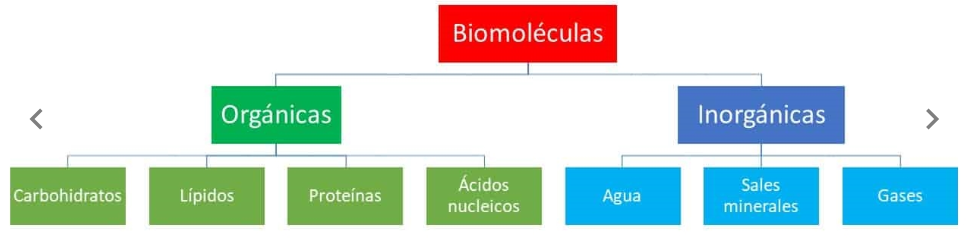 Biomoléculas
Orgánicas
Inorgánicas
Carbohidratos
Lípidos
Proteínas
Ácidos
nucleicos
Agua
Sales
minerales
Gases